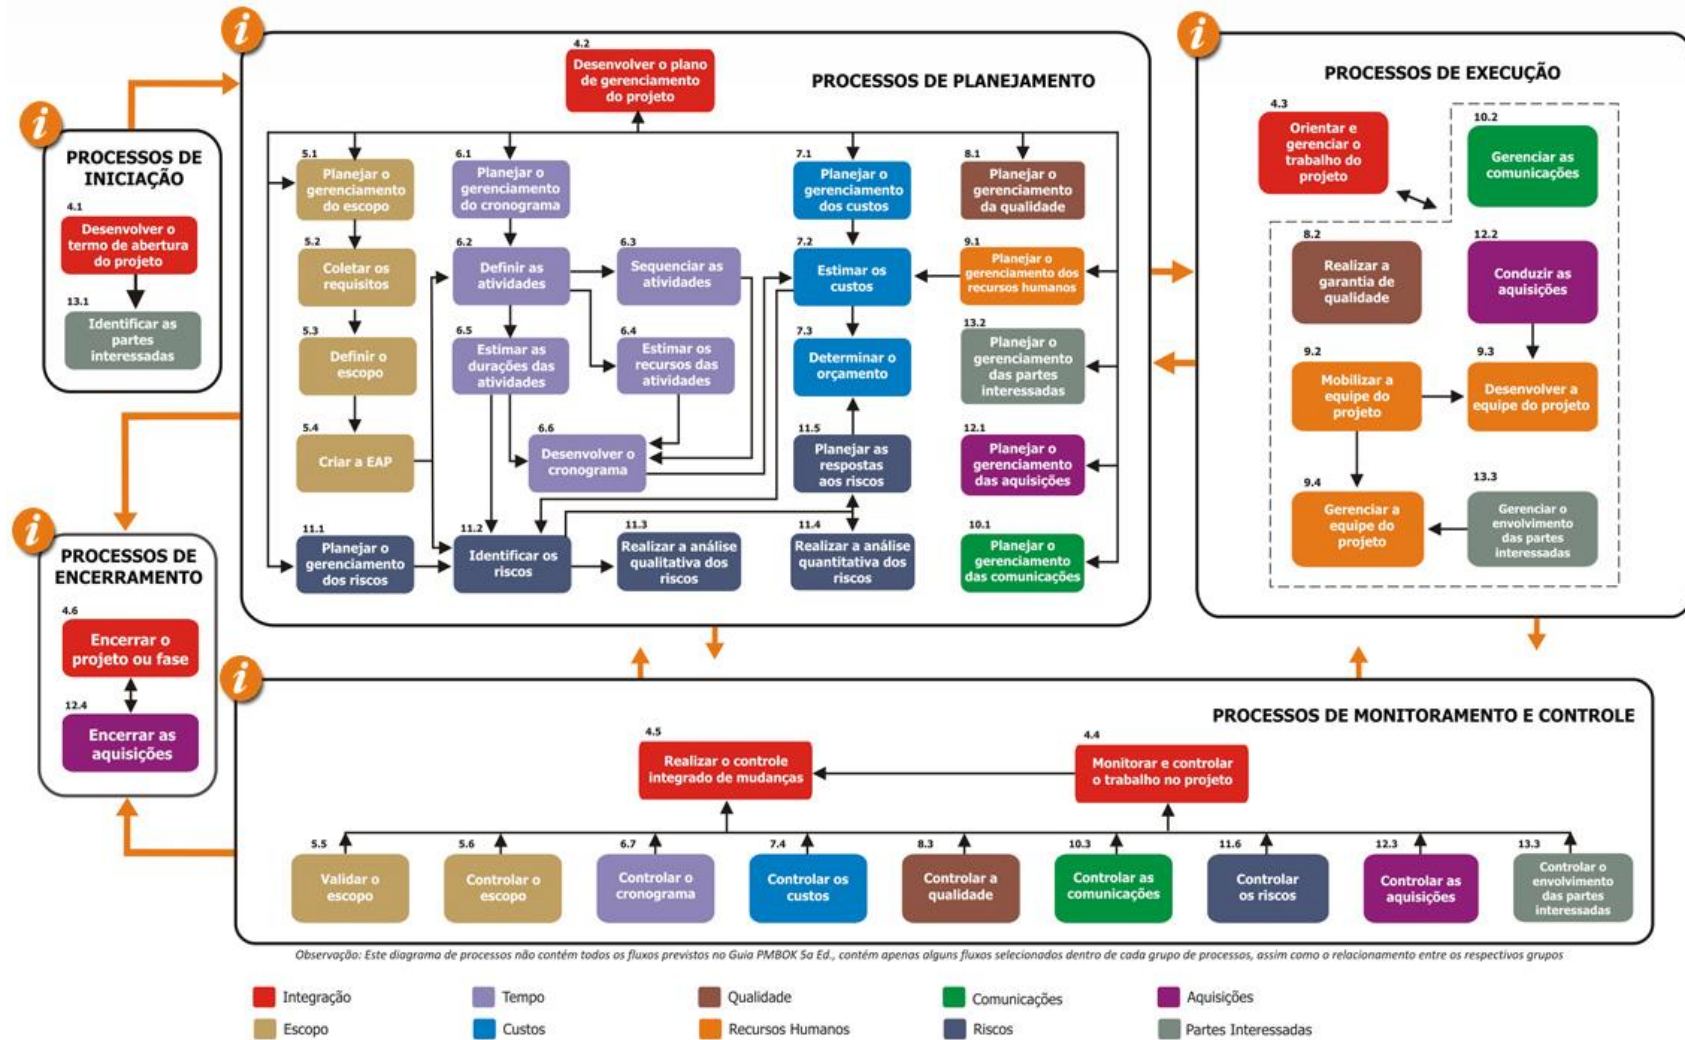 i
PROCESSOS DE
INICIAÇÃO
4.1
Desenvolver o
termo de abertura
do projeto
13.1
Identificar as
partes
interessadas
i
PROCESSOS DE PLANEJAMENTO
4.2
Desenvolver o plano
de gerenciamento
do projeto
5.1
Planejar o
gerenciamento
do escopo
6.1
Planejar o
gerenciamento
do cronograma
7.1
Planejar o
gerenciamento
dos custos
8.1
Planejar o
gerenciamento
da qualidade
5.2
Coletar os
requisitos
6.2
Definir as
atividades
6.3
Sequenciar as
atividades
7.2
Estimar os
custos
9.1
Planejar o
gerenciamento dos
recursos humanos
5.3
Definir o
escopo
6.5
Estimar as
durações das
atividades
6.4
Estimar os
recursos das
atividades
7.3
Determinar o
orçamento
13.2
Planejar o
gerenciamento
das partes
interessadas
5.4
Criar a EAP
6.6
Desenvolver o
cronograma
11.5
Planejar as
respostas
aos riscos
12.1
Planejar o
gerenciamento
das aquisições
11.1
Planejar o
gerenciamento
dos riscos
11.2
Identificar os
riscos
11.3
Realizar a análise
qualitativa dos
riscos
11.4
Realizar a análise
quantitativa dos
riscos
10.1
Planejar o
gerenciamento
das comunicações
i
PROCESSOS DE EXECUÇÃO
4.3
Orientar e
gerenciar o
trabalho do
projeto
10.2
Gerenciar as
comunicações
8.2
Realizar a
garantia de
qualidade
12.2
Conduzir as
aquisições
9.2
Mobilizar a
equipe do
projeto
9.3
Desenvolver a
equipe do projeto
9.4
Gerenciar a
equipe do
projeto
13.3
Gerenciar o
envolvimento
das partes
interessadas
i
PROCESSOS DE
ENCERRAMENTO
4.6
Encerrar o
projeto ou fase
12.4
Encerrar as
aquisições
i
PROCESSOS DE MONITORAMENTO E CONTROLE
4.5
Realizar o controle
integrado de mudanças
4.4
Monitorar e controlar
o trabalho no projeto
5.5
Validar o
escopo
5.6
Controlar o
escopo
6.7
Controlar o
cronograma
7.4
Controlar os
custos
8.3
Controlar a
qualidade
10.3
Controlar as
comunicações
11.6
Controlar
os riscos
12.3
Controlar as
aquisições
13.3
Controlar o
envolvimento
das partes
interessadas
Observação: Este diagrama de processos não contém todos os fluxos previstos no Guia PMBOK 5a Ed., contém apenas alguns fluxos selecionados dentro de cada grupo de processos, assim como o relacionamento entre os respectivos grupos
Integração
Tempo
Qualidade
Comunicações
Aquisições
Escopo
Custos
Recursos Humanos
Riscos
Partes Interessadas